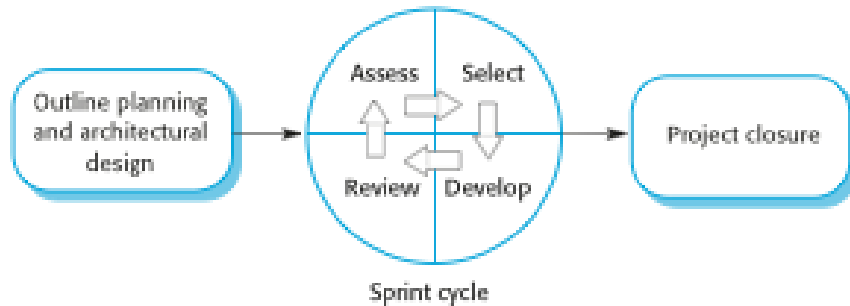 Outline planning
and architectural
design
Assess
Select
Review
Develop
Sprint cycle
Project closure